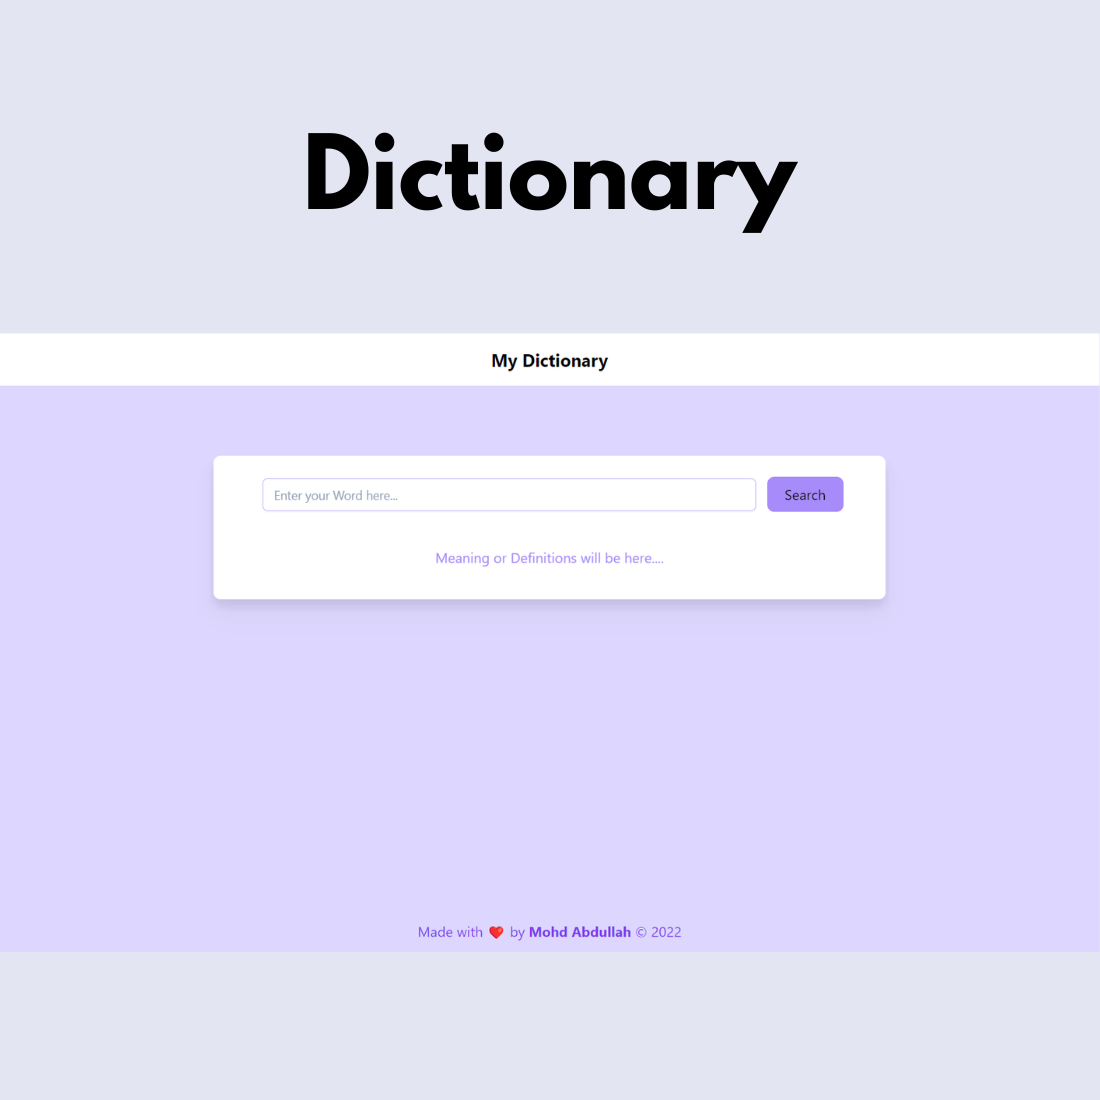 Dictionary
My Dictionary
Enter your Word here...
Search
Meaning or Definitions will be here....
Made with ❤️ by Mohd Abdullah © 2022